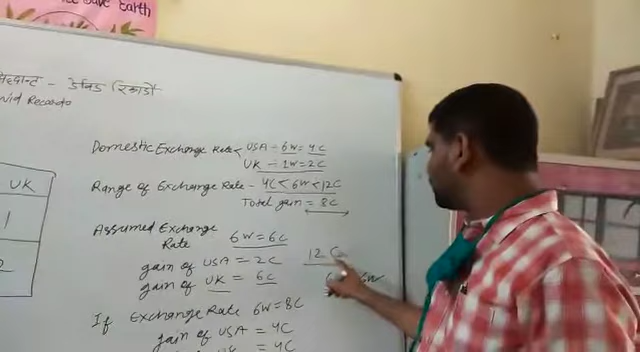 Save Earth
सिद्धान्त - डेविड रिकार्डो
vid Recardo
UK
1
2
Domestic Exchange Rate < USA - 6W = 4C
UK - 1W = 2C
Range of Exchange Rate - 4C < 6W < 12C
Total gain = 8C
Assumed Exchange Rate 6W = 6C
gain of USA = 2C
gain of UK = 6C
12C
6W
If Exchange Rate 6W = 8C
gain of USA = 4C
= 4C